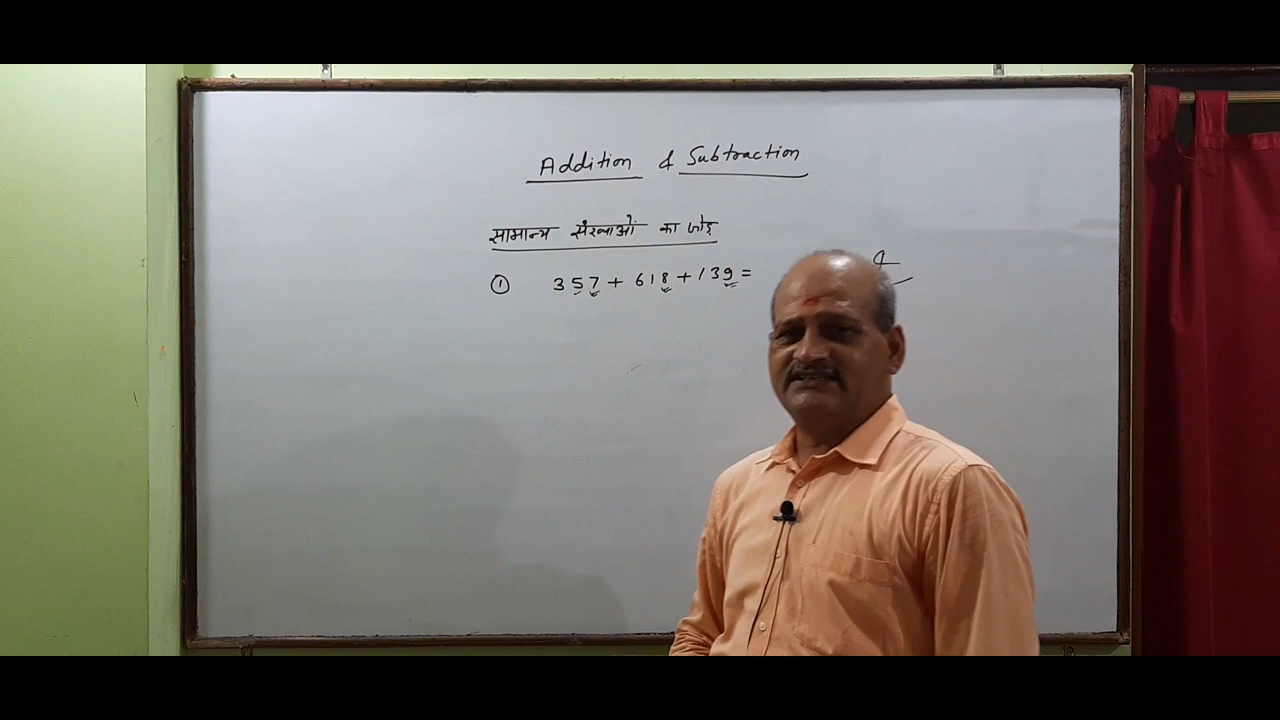 Addition & Subtraction
सामान्य संख्याओं का जोड़
① 357 + 618 + 139 =